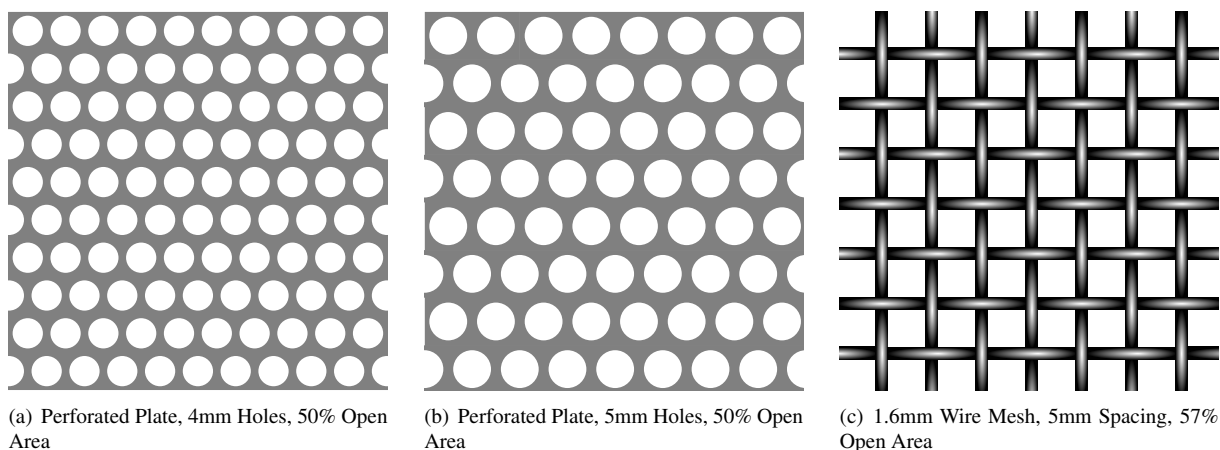 (a) Perforated Plate, 4mm Holes, 50% Open
Area
(b) Perforated Plate, 5mm Holes, 50% Open
Area
(c) 1.6mm Wire Mesh, 5mm Spacing, 57%
Open Area